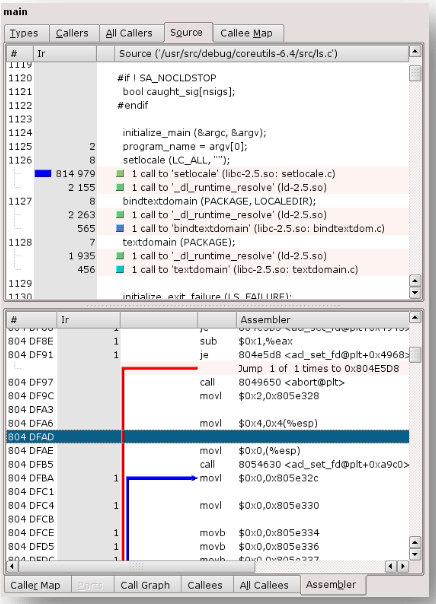 main
Types Callers All Callers Source Callee Map
# Ir Source ('/usr/src/debug/coreutils-6.4/src/ls.c')
1119
1120 #if ! SA_NOCLDSTOP
1121 bool caught_sig[nsigs];
1122 #endif
1123
1124 initialize_main (&argc, &argv);
1125 2 program_name = argv[0];
1126 8 setlocale (LC_ALL, "");
814 979 1 call to 'setlocale' (libc-2.5.so: setlocale.c)
2 155 1 call to '_dl_runtime_resolve' (ld-2.5.so)
1127 8 bindtextdomain (PACKAGE, LOCALEDIR);
2 263 1 call to '_dl_runtime_resolve' (ld-2.5.so)
565 1 call to 'bindtextdomain' (libc-2.5.so: bindtextdom.c)
1128 7 textdomain (PACKAGE);
1 935 1 call to '_dl_runtime_resolve' (ld-2.5.so)
456 1 call to 'textdomain' (libc-2.5.so: textdomain.c)
1129
1130 initialize_exit_failure (LS_FAILURE);
# Ir Assembler
804 DF8E 1 sub $0x1,%eax
804 DF91 1 je 804e5d8 <ad_set_fd@plt+0x4968>
Jump 1 of 1 times to 0x804E5D8
804 DF97 call 8049650 <abort@plt>
804 DF9C movl $0x2,0x805e328
804 DFA3
804 DFA6 movl $0x4,0x4(%esp)
804 DFAD
804 DFAE movl $0x0,(%esp)
804 DFB5 call 8054630 <ad_set_fd@plt+0xa9c0>
804 DFBA 1 movl $0x0,0x805e32c
804 DFC1
804 DFC4 1 movl $0x0,0x805e330
804 DFCB
804 DFCE 1 movb $0x0,0x805e334
804 DFD5 1 movb $0x0,0x805e336
804 DFDC 1 movb $0x0,0x805e337
Caller Map Parts Call Graph Callees All Callees Assembler